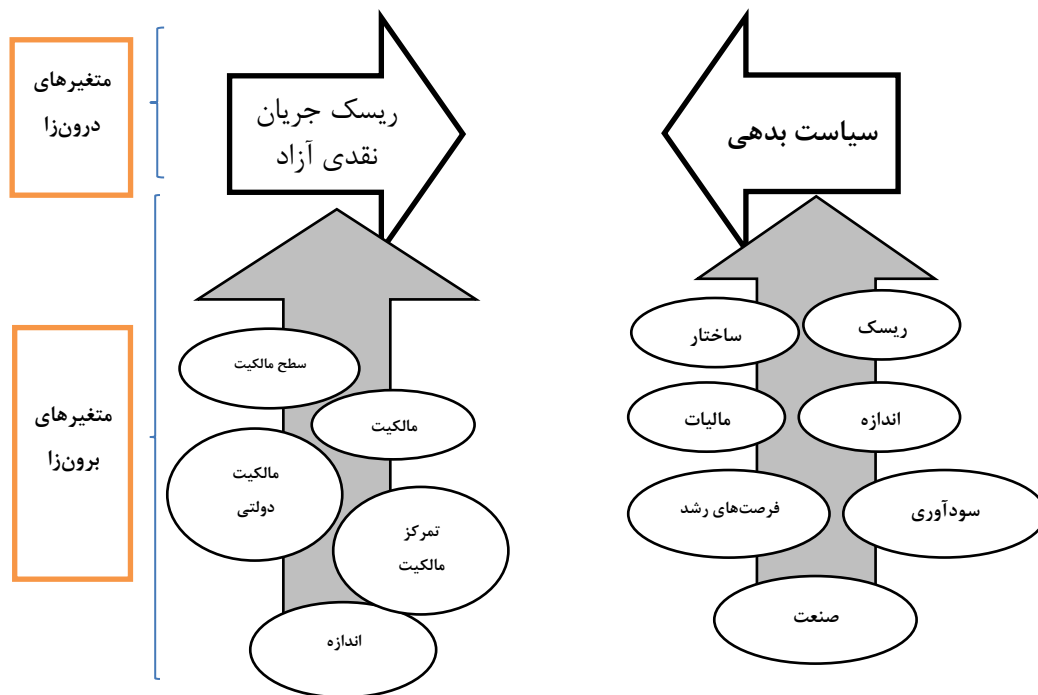 متغیرهای
درون‌زا
ریسک جریان
نقدی آزاد
سیاست بدهی
متغیرهای
برون‌زا
ریسک
ساختار
اندازه
مالیات
سودآوری
فرصت‌های رشد
صنعت
سطح مالکیت
مالکیت
مالکیت
دولتی
تمرکز
مالکیت
اندازه